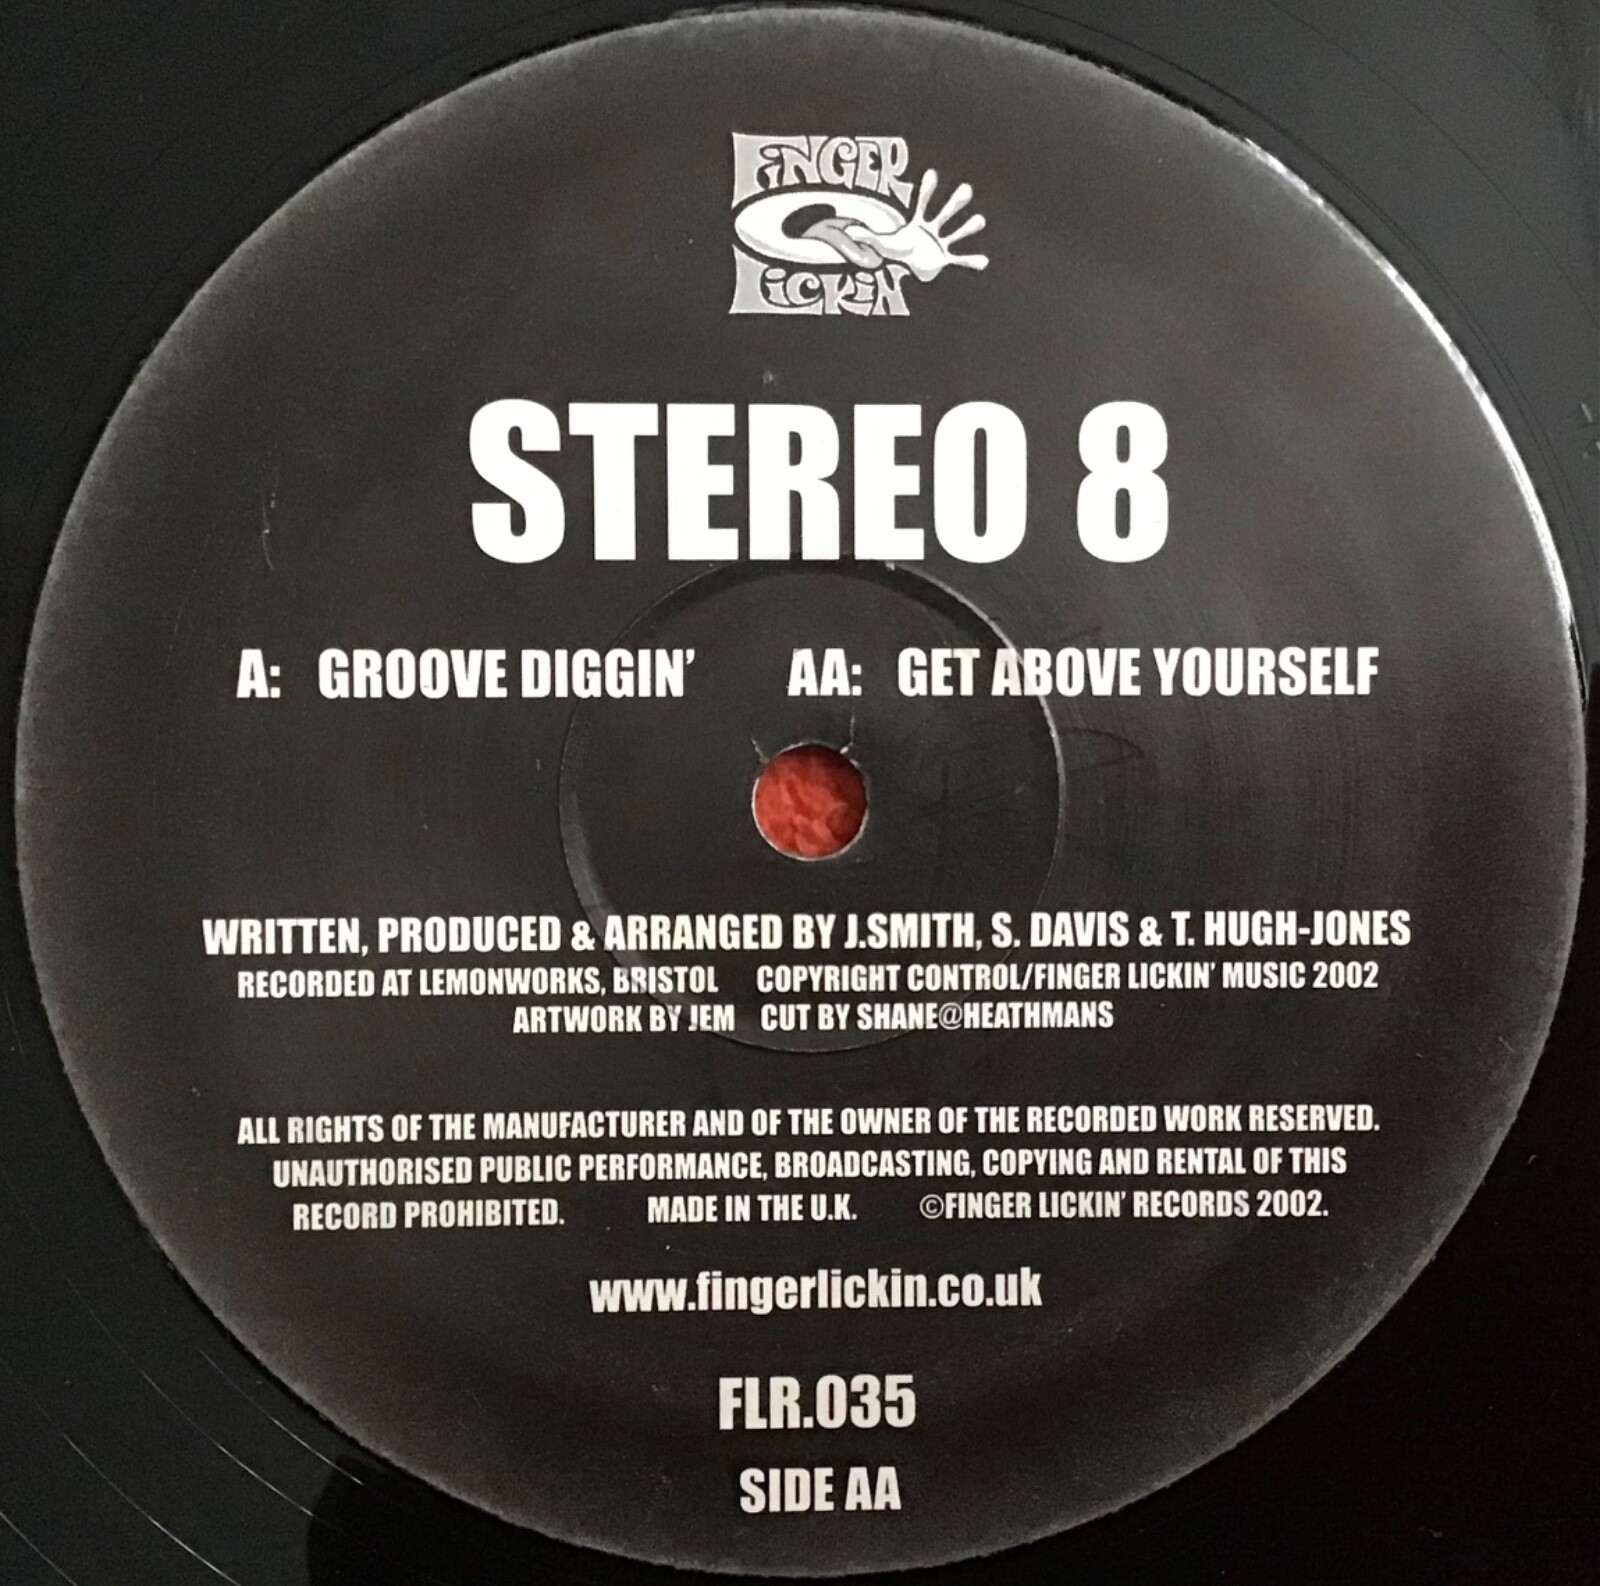 FINGER
LICKIN
STEREO 8
A: GROOVE DIGGIN' AA: GET ABOVE YOURSELF
WRITTEN, PRODUCED & ARRANGED BY J.SMITH, S. DAVIS & T. HUGH-JONES
RECORDED AT LEMONWORKS, BRISTOL COPYRIGHT CONTROL/FINGER LICKIN' MUSIC 2002
ARTWORK BY JEM CUT BY SHANE@HEATHMANS
ALL RIGHTS OF THE MANUFACTURER AND OF THE OWNER OF THE RECORDED WORK RESERVED.
UNAUTHORISED PUBLIC PERFORMANCE, BROADCASTING, COPYING AND RENTAL OF THIS
RECORD PROHIBITED. MADE IN THE U.K. ©FINGER LICKIN' RECORDS 2002.
www.fingerlickin.co.uk
FLR.035
SIDE AA